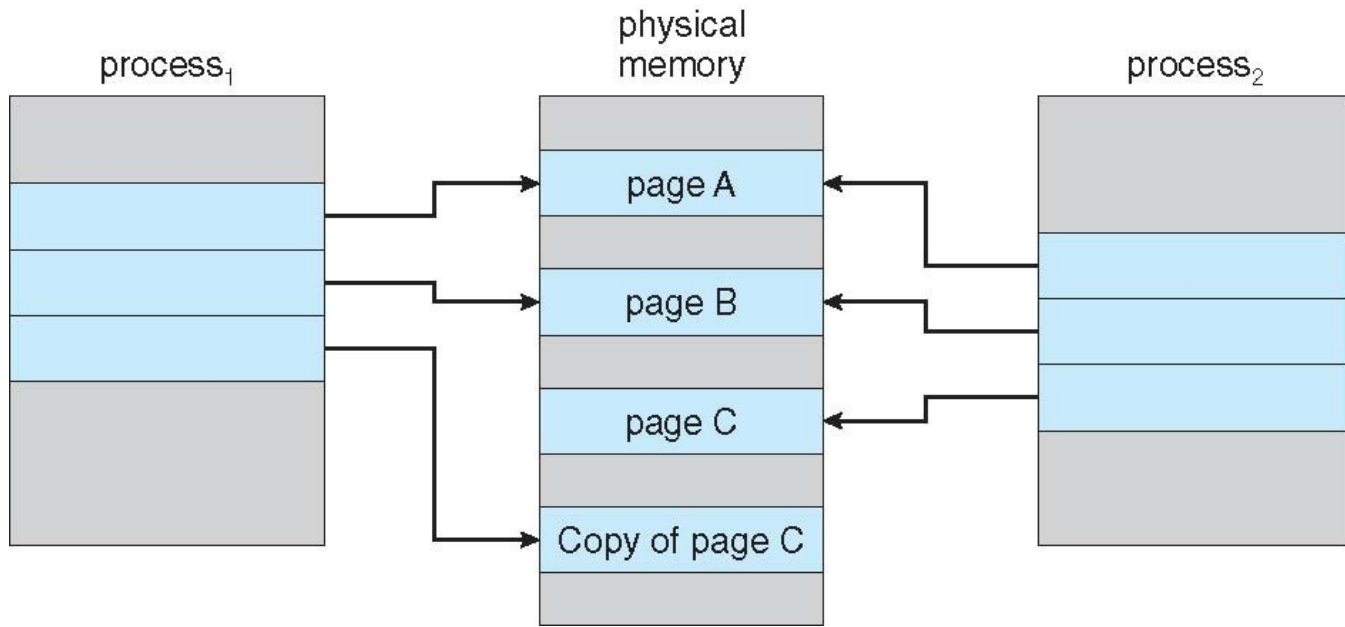 process₁
physical
memory
process₂
page A
page B
page C
Copy of page C